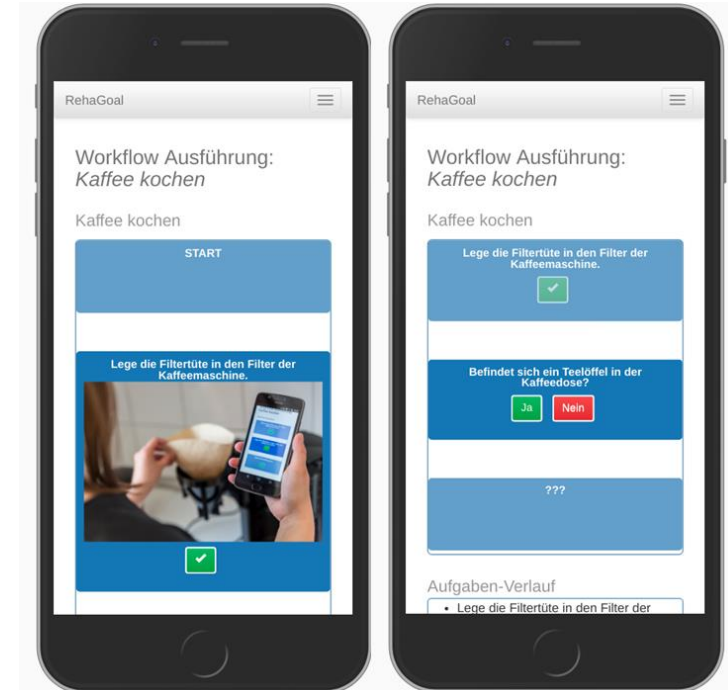 RehaGoal
Workflow Ausführung:
Kaffee kochen
Kaffee kochen
START
Lege die Filtertüte in den Filter der
Kaffeemaschine.
RehaGoal
Workflow Ausführung:
Kaffee kochen
Kaffee kochen
Lege die Filtertüte in den Filter der
Kaffeemaschine.
Befindet sich ein Teelöffel in der
Kaffeedose?
Ja Nein
???
Aufgaben-Verlauf
• Lege die Filtertüte in den Filter der